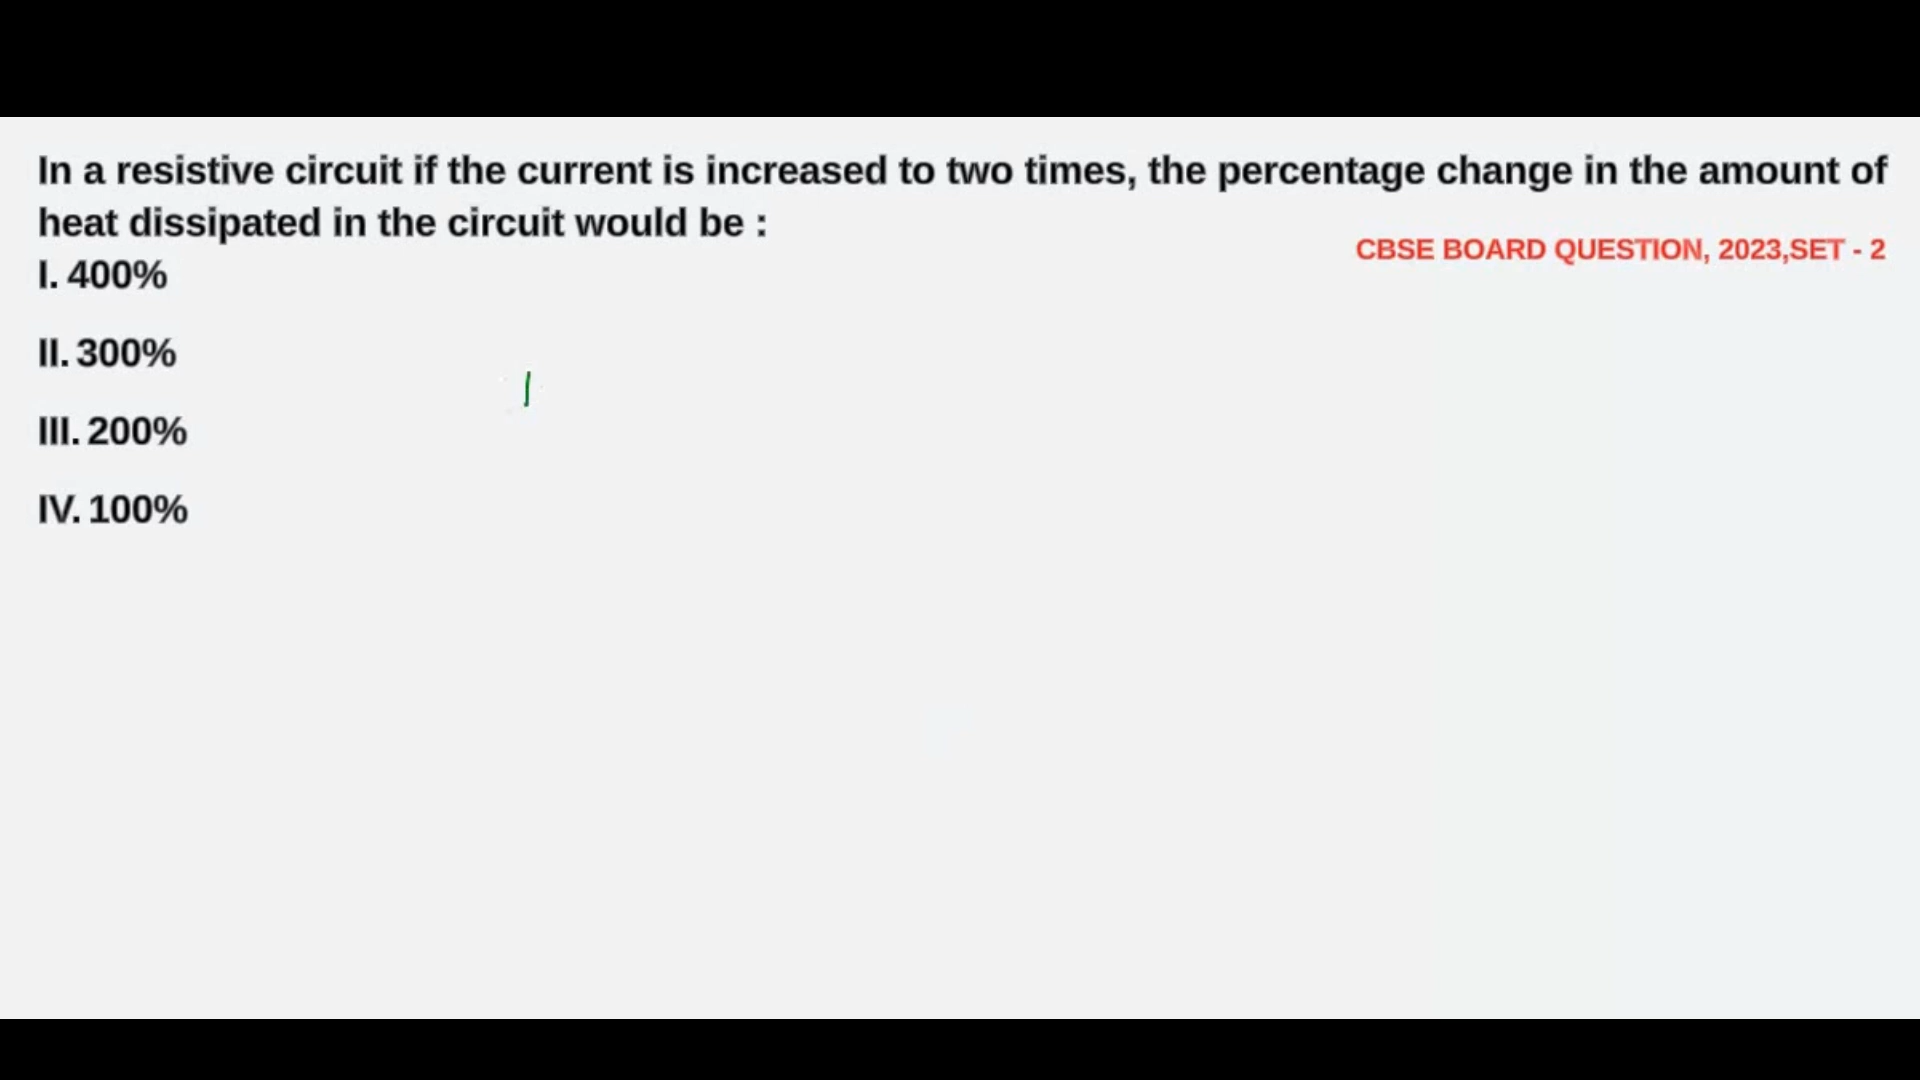 In a resistive circuit if the current is increased to two times, the percentage change in the amount of
heat dissipated in the circuit would be :
CBSE BOARD QUESTION, 2023,SET - 2
I. 400%
II. 300%
III. 200%
IV. 100%